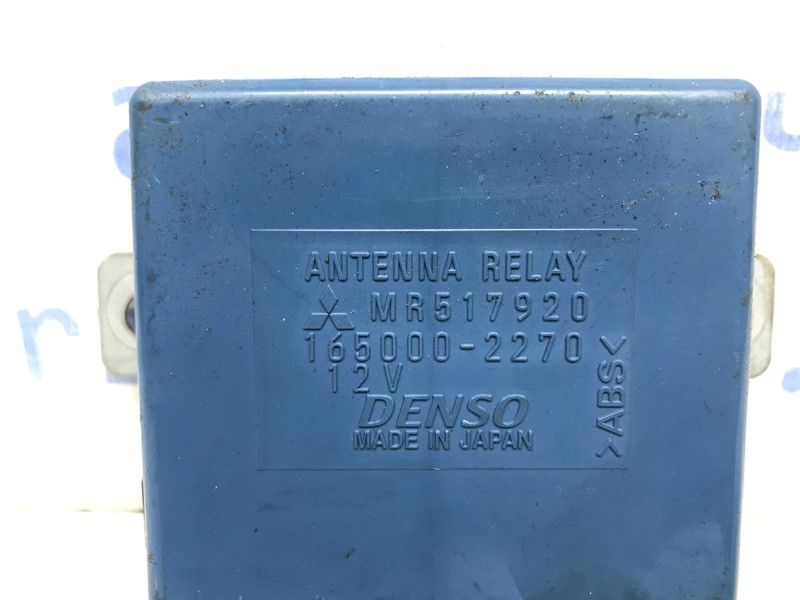 ANTENNA RELAY
MR517920
165000-2270
12V
DENSO
MADE IN JAPAN
>ABS<